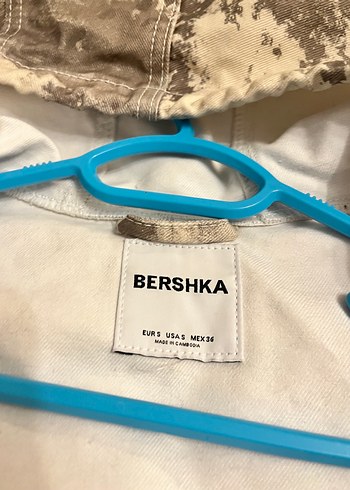 BERSHKA
EUR S USA S MEX 36
MADE IN CAMBODIA